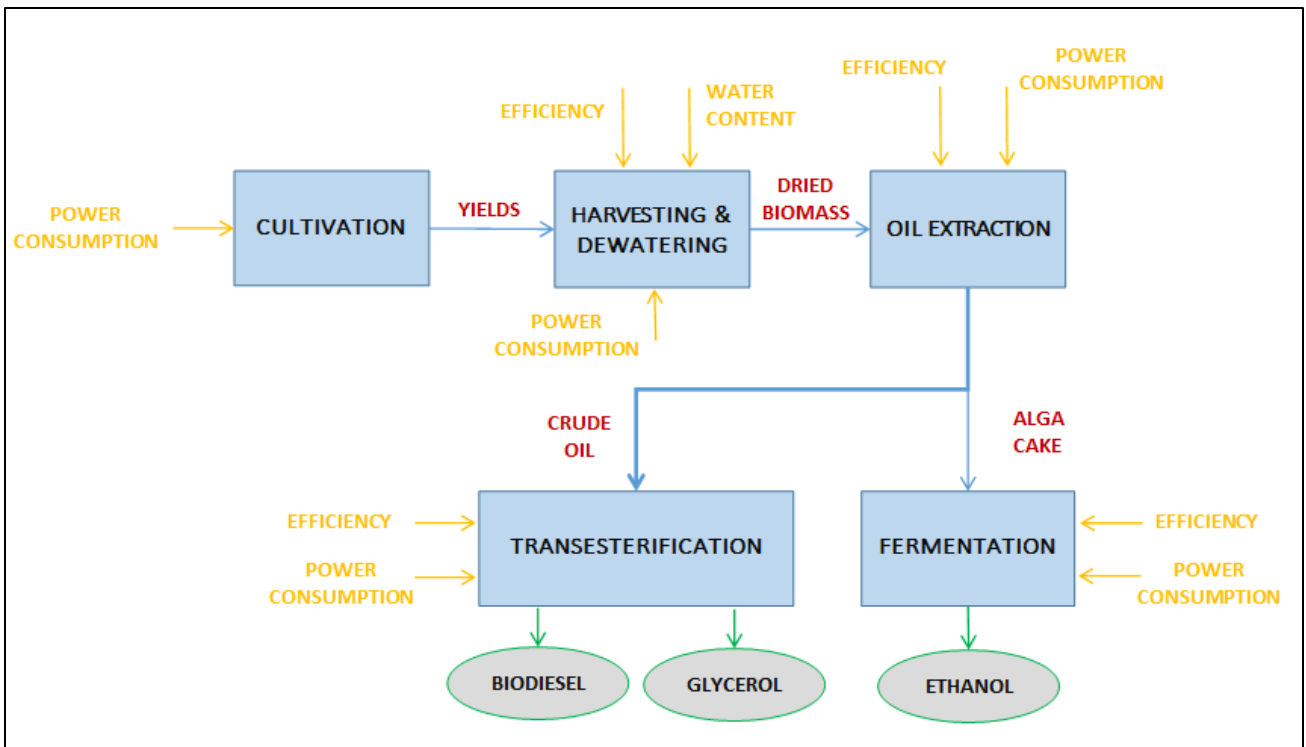 EFFICIENCY
POWER
CONSUMPTION
EFFICIENCY
WATER
CONTENT
POWER
CONSUMPTION
CULTIVATION
YIELDS
HARVESTING &
DEWATERING
DRIED
BIOMASS
OIL EXTRACTION
POWER
CONSUMPTION
CRUDE
OIL
ALGA
CAKE
EFFICIENCY
POWER
CONSUMPTION
TRANSESTERIFICATION
FERMENTATION
EFFICIENCY
POWER
CONSUMPTION
BIODIESEL
GLYCEROL
ETHANOL